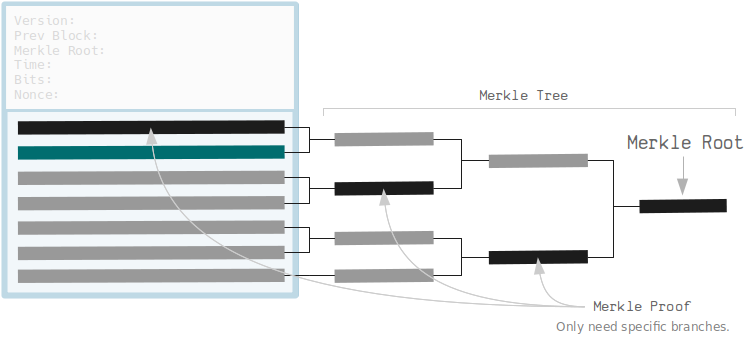 Version:
Prev Block:
Merkle Root:
Time:
Bits:
Nonce:
Merkle Tree
Merkle Root
Merkle Proof
Only need specific branches.